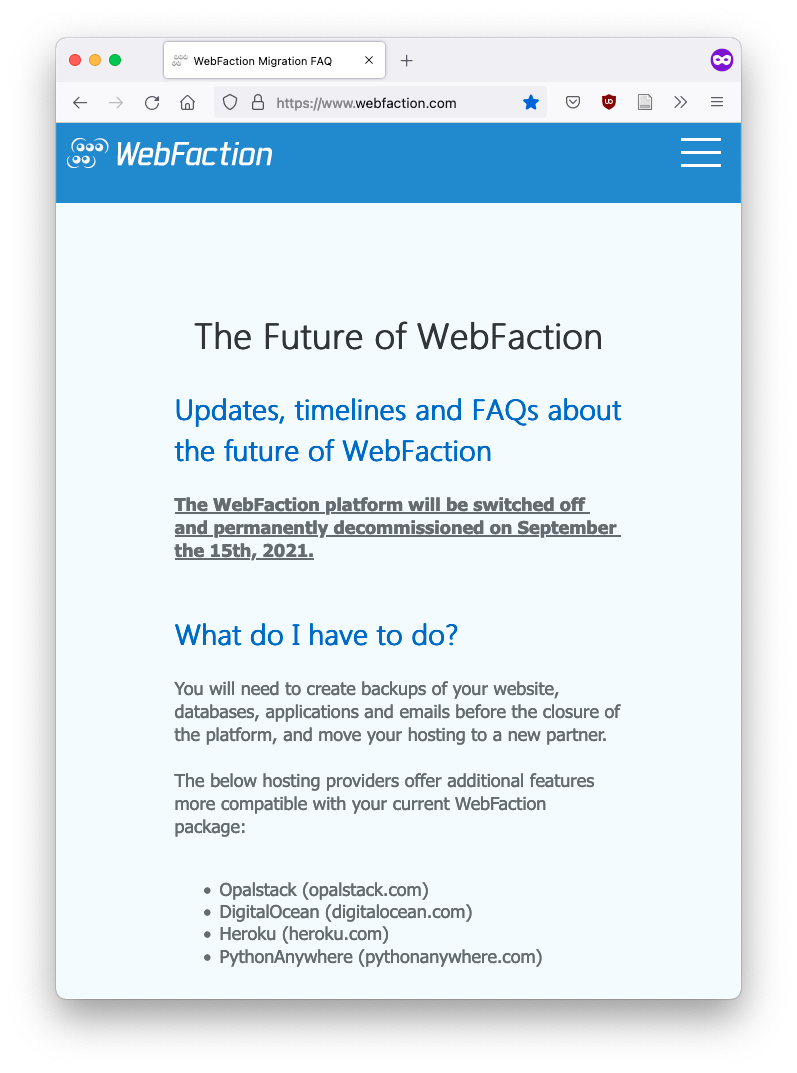 WebFaction Migration FAQ
https://www.webfaction.com
WebFaction
The Future of WebFaction
Updates, timelines and FAQs about
the future of WebFaction
The WebFaction platform will be switched off
and permanently decommissioned on September
the 15th, 2021.
What do I have to do?
You will need to create backups of your website,
databases, applications and emails before the closure of
the platform, and move your hosting to a new partner.
The below hosting providers offer additional features
more compatible with your current WebFaction
package:
• Opalstack (opalstack.com)
• DigitalOcean (digitalocean.com)
• Heroku (heroku.com)
• PythonAnywhere (pythonanywhere.com)